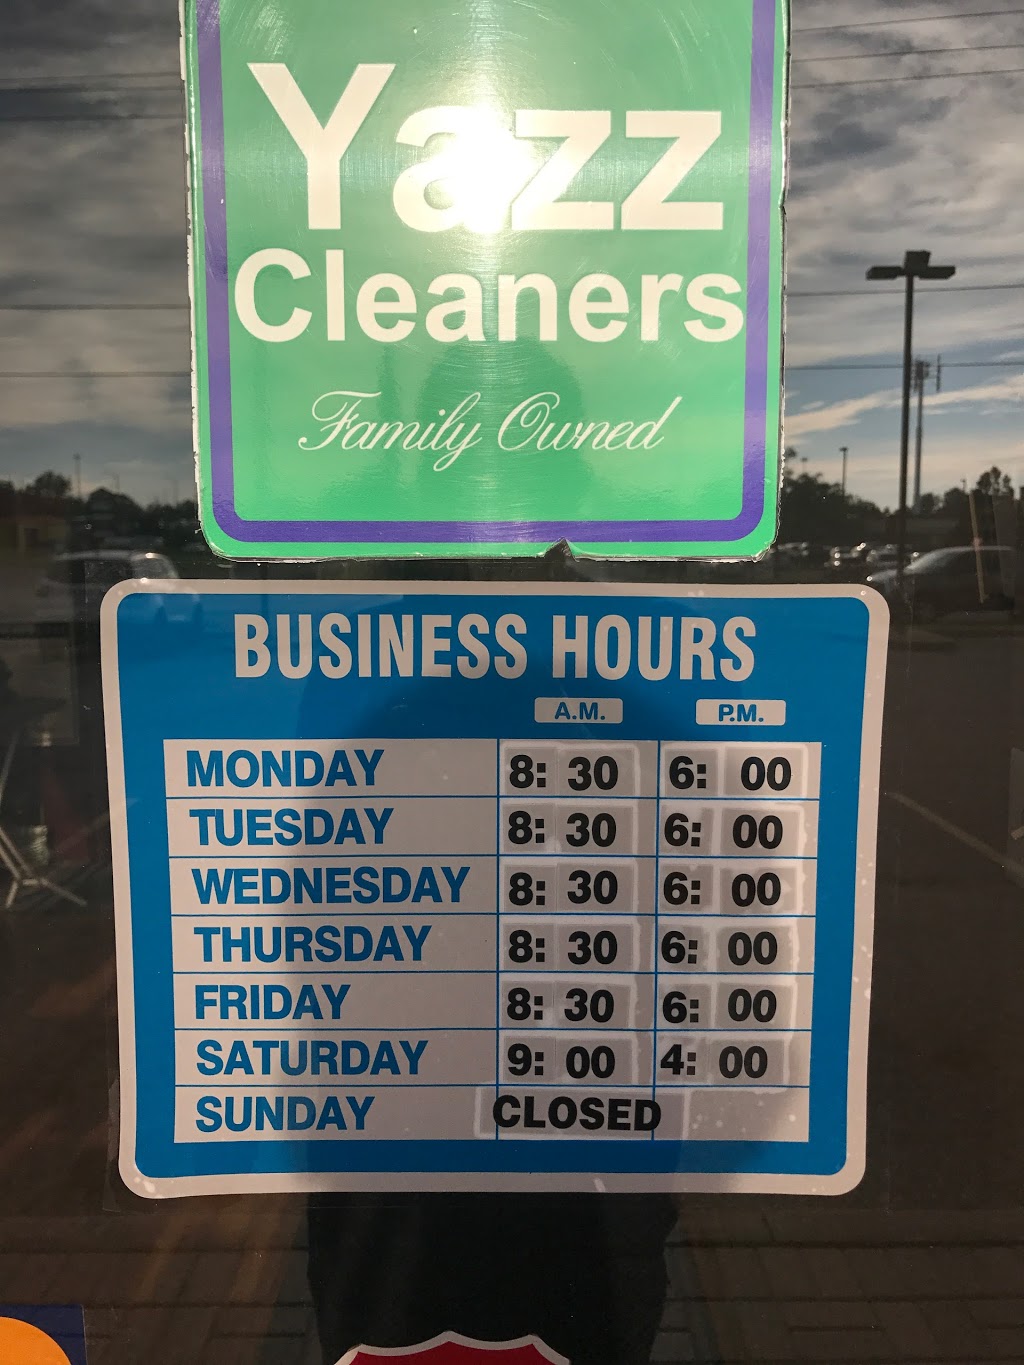 Yazz
Cleaners
Family Owned
BUSINESS HOURS
A.M. P.M.
MONDAY 8: 30 6: 00
TUESDAY 8: 30 6: 00
WEDNESDAY 8: 30 6: 00
THURSDAY 8: 30 6: 00
FRIDAY 8: 30 6: 00
SATURDAY 9: 00 4: 00
SUNDAY CLOSED